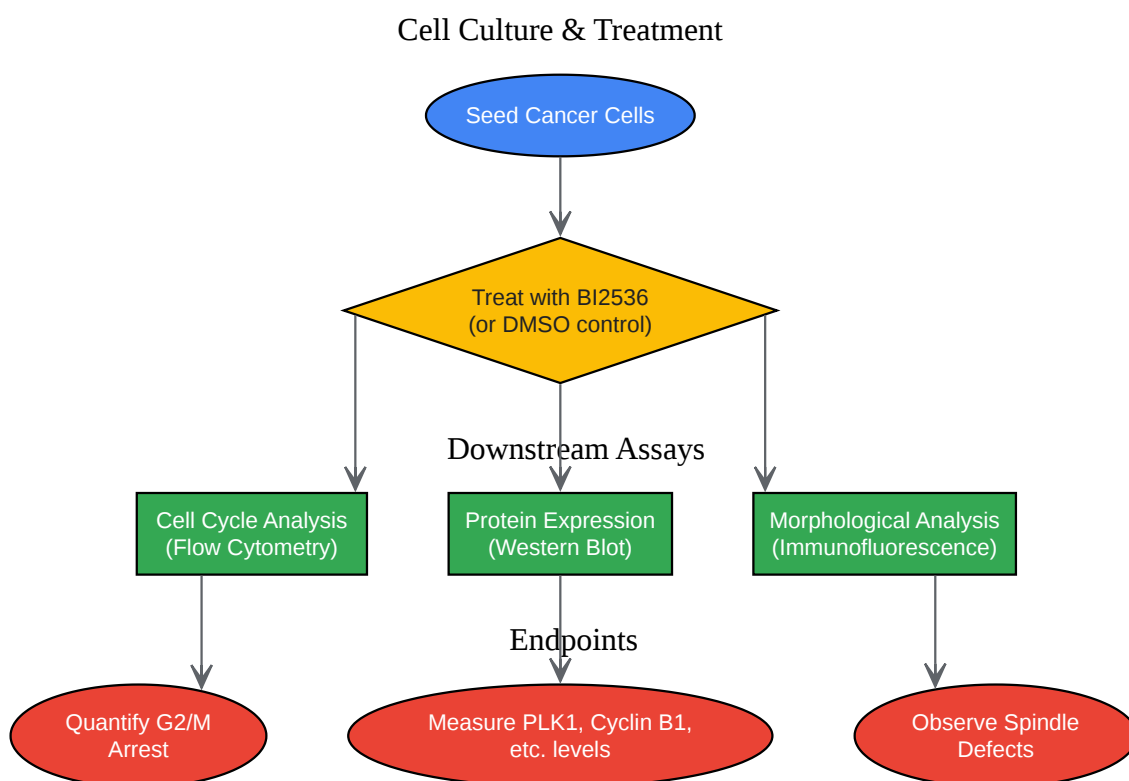 Cell Culture & Treatment
Seed Cancer Cells
Treat with BI2536
(or DMSO control)
Downstream Assays
Cell Cycle Analysis
(Flow Cytometry)
Protein Expression
(Western Blot)
Morphological Analysis
(Immunofluorescence)
Endpoints
Quantify G2/M
Arrest
Measure PLK1, Cyclin B1,
etc. levels
Observe Spindle
Defects